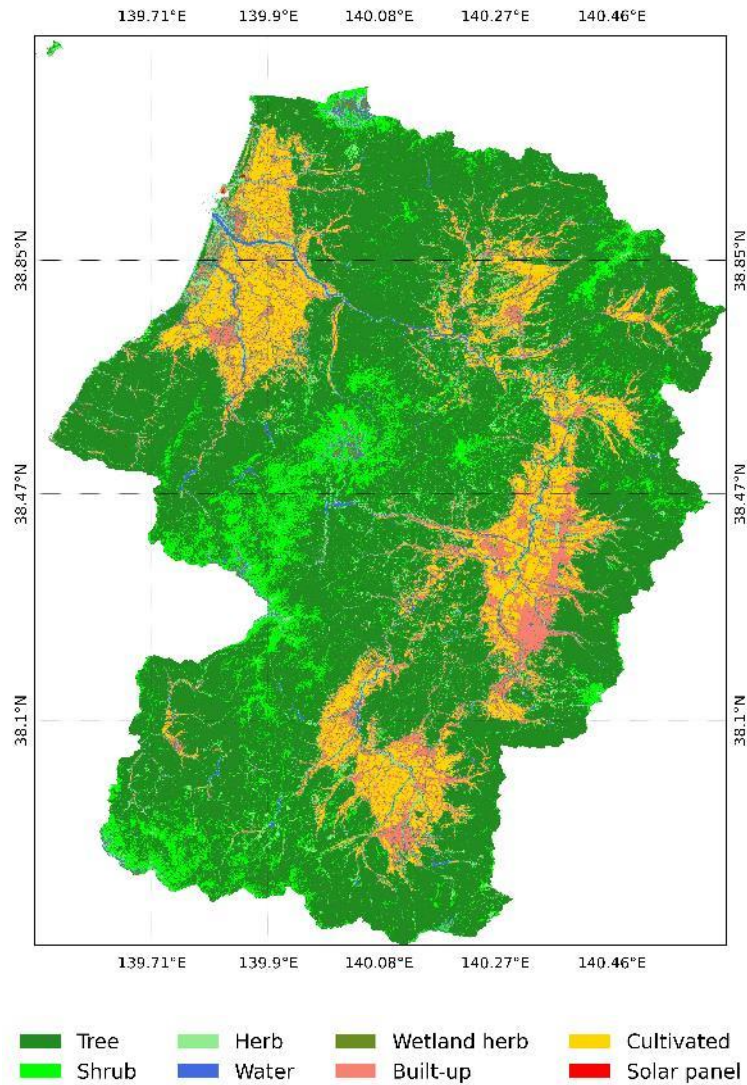 139.71°E 139.9°E 140.08°E 140.27°E 140.46°E
38.85°N 38.85°N
38.47°N 38.47°N
38.1°N 38.1°N
139.71°E 139.9°E 140.08°E 140.27°E 140.46°E
Tree Herb Wetland herb Cultivated
Shrub Water Built-up Solar panel